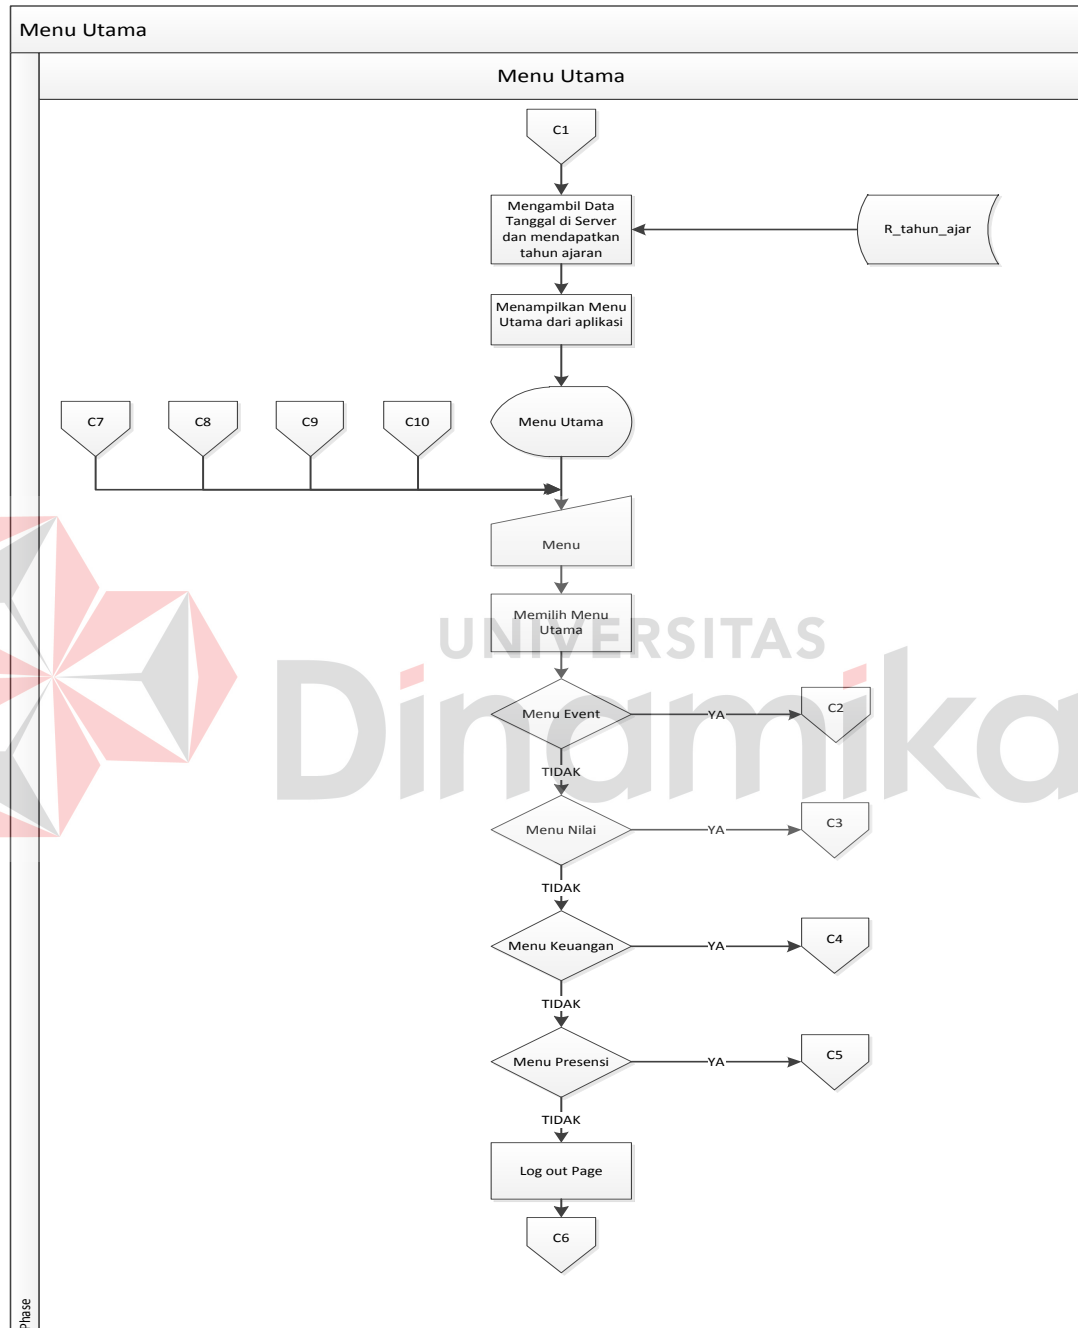 Menu Utama
Menu Utama
C1
Mengambil Data
Tanggal di Server
dan mendapatkan
tahun ajaran
R_tahun_ajar
Menampilkan Menu
Utama dari aplikasi
C7
C8
C9
C10
Menu Utama
Menu
Memilih Menu
Utama
UNIVERSITAS
Dinamika
Menu Event
YA
C2
TIDAK
Menu Nilai
YA
C3
TIDAK
Menu Keuangan
YA
C4
TIDAK
Menu Presensi
YA
C5
TIDAK
Log out Page
C6
Phase